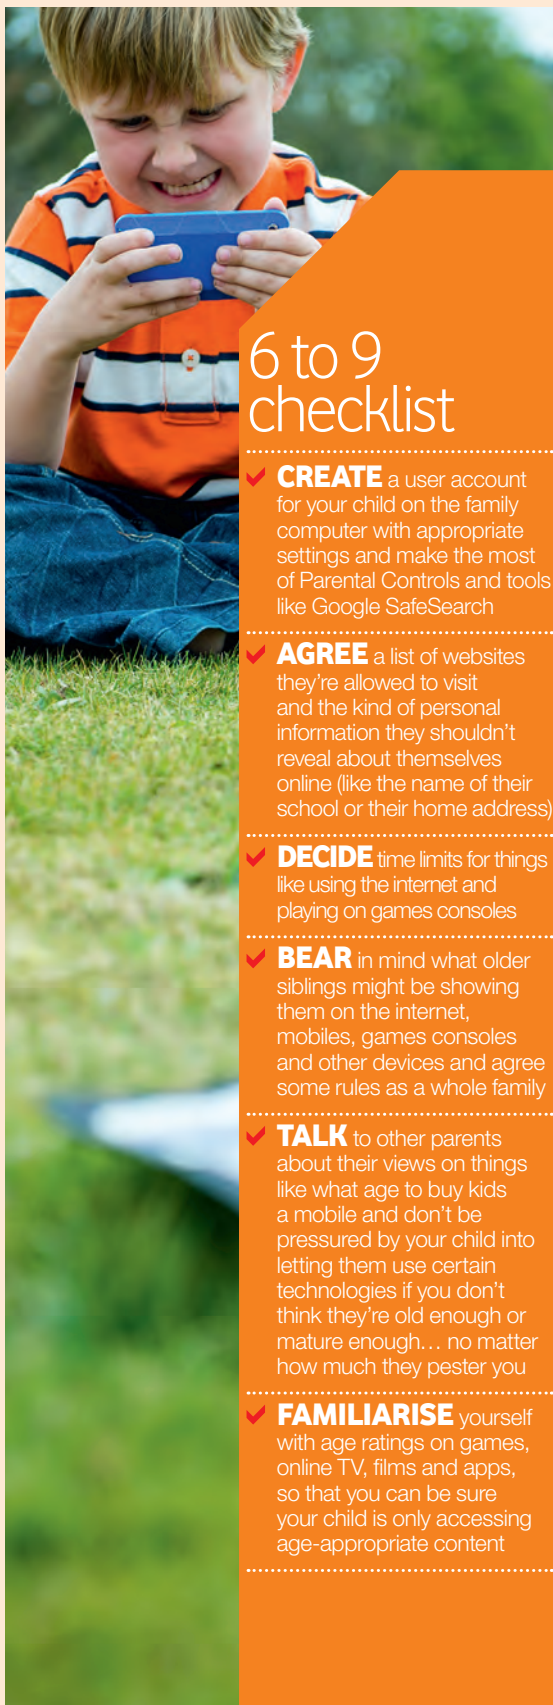 6 to 9
checklist
CREATE a user account
for your child on the family
computer with appropriate
settings and make the most
of Parental Controls and tools
like Google SafeSearch
AGREE a list of websites
they’re allowed to visit
and the kind of personal
information they shouldn’t
reveal about themselves
online (like the name of their
school or their home address)
DECIDE time limits for things
like using the internet and
playing on games consoles
BEAR in mind what older
siblings might be showing
them on the internet,
mobiles, games consoles
and other devices and agree
some rules as a whole family
TALK to other parents
about their views on things
like what age to buy kids
a mobile and don’t be
pressured by your child into
letting them use certain
technologies if you don’t
think they’re old enough or
mature enough… no matter
how much they pester you
FAMILIARISE yourself
with age ratings on games,
online TV, films and apps,
so that you can be sure
your child is only accessing
age-appropriate content